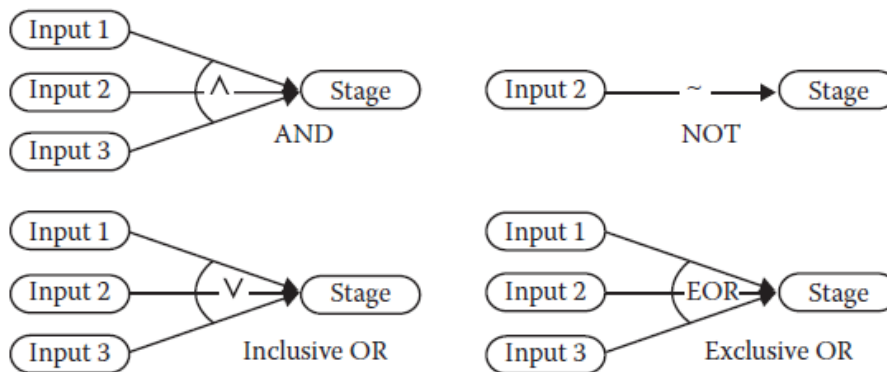 Input 1
Input 2
Input 3
∧
Stage
AND
Input 2
~
Stage
NOT
Input 1
Input 2
Input 3
∨
Stage
Inclusive OR
Input 1
Input 2
Input 3
EOR
Stage
Exclusive OR